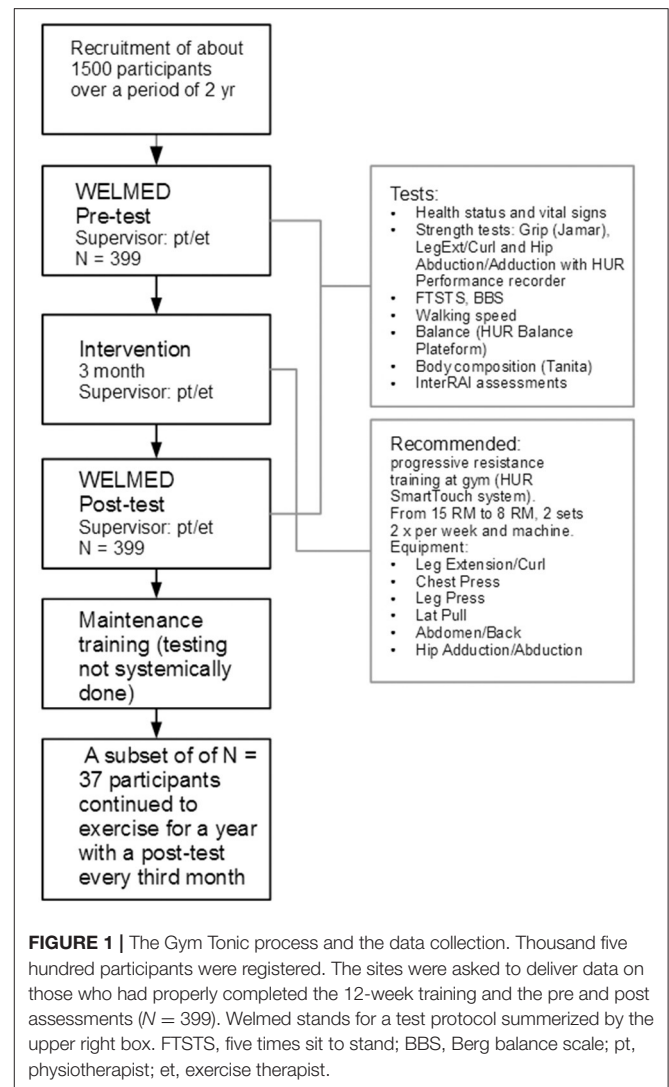 Recruitment of about
1500 participants
over a period of 2 yr
WELMED
Pre-test
Supervisor: pt/et
N = 399
Intervention
3 month
Supervisor: pt/et
WELMED
Post-test
Supervisor: pt/et
N = 399
Maintenance
training (testing
not systemically
done)
A subset of of N =
37 participants
continued to
exercise for a year
with a post-test
every third month
Tests:
• Health status and vital signs
• Strength tests: Grip (Jamar),
LegExt/Curl and Hip
Abduction/Adduction with HUR
Performance recorder
• FTSTS, BBS
• Walking speed
• Balance (HUR Balance
Plateform)
• Body composition (Tanita)
• InterRAI assessments
Recommended:
progressive resistance
training at gym (HUR
SmartTouch system).
From 15 RM to 8 RM, 2 sets
2 x per week and machine.
Equipment:
• Leg Extension/Curl
• Chest Press
• Leg Press
• Lat Pull
• Abdomen/Back
• Hip Adduction/Abduction
FIGURE 1 | The Gym Tonic process and the data collection. Thousand five
hundred participants were registered. The sites were asked to deliver data on
those who had properly completed the 12-week training and the pre and post
assessments (N = 399). Welmed stands for a test protocol summerized by the
upper right box. FTSTS, five times sit to stand; BBS, Berg balance scale; pt,
physiotherapist; et, exercise therapist.